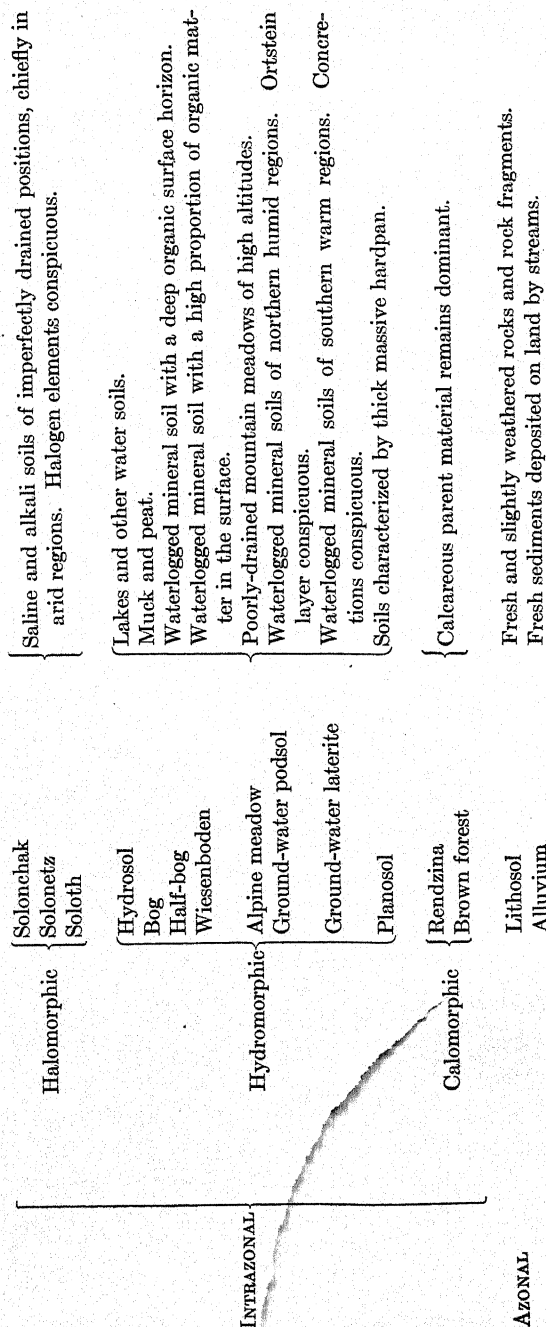 Halomorphic
Solonchak
Solonetz
Soloth
Saline and alkali soils of imperfectly drained positions, chiefly in
arid regions. Halogen elements conspicuous.
INTRAZONAL
Hydromorphic
Hydrosol
Bog
Half-bog
Wiesenboden
Alpine meadow
Ground-water podsol
Ground-water laterite
Planosol
Lakes and other water soils.
Muck and peat.
Waterlogged mineral soil with a deep organic surface horizon.
Waterlogged mineral soil with a high proportion of organic mat-
ter in the surface.
Poorly-drained mountain meadows of high altitudes.
Waterlogged mineral soils of northern humid regions. Ortstein
layer conspicuous.
Waterlogged mineral soils of southern warm regions. Concre-
tions conspicuous.
Soils characterized by thick massive hardpan.
Calomorphic
Rendzina
Brown forest
Calcareous parent material remains dominant.
AZONAL
Lithosol
Alluvium
Fresh and slightly weathered rocks and rock fragments.
Fresh sediments deposited on land by streams.